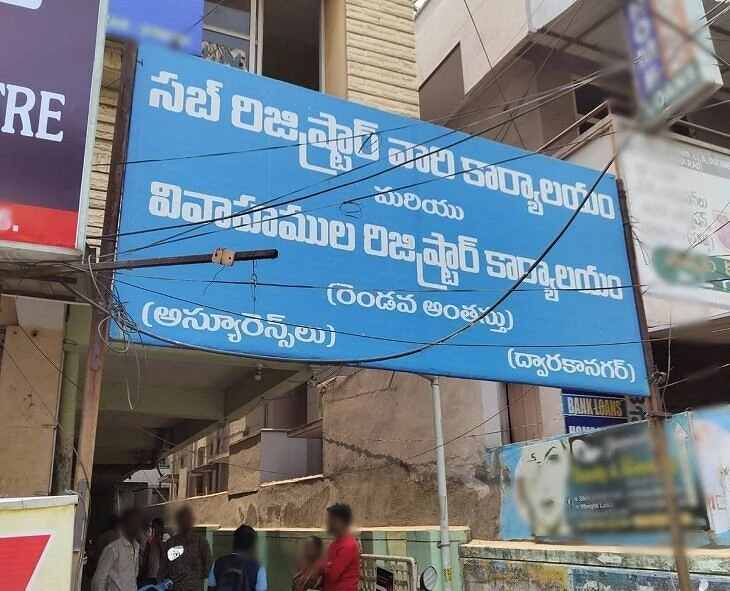 TRE
సబ్ రిజిష్ట్రార్ వారి కార్యాలయం
మరియు
వివాహముల రిజిష్ట్రార్ కార్యాలయం
(రెండవ అంతస్తు)
(అస్యూరెన్స్‌లు)
(ద్వారకానగర్)
BANK LOANS